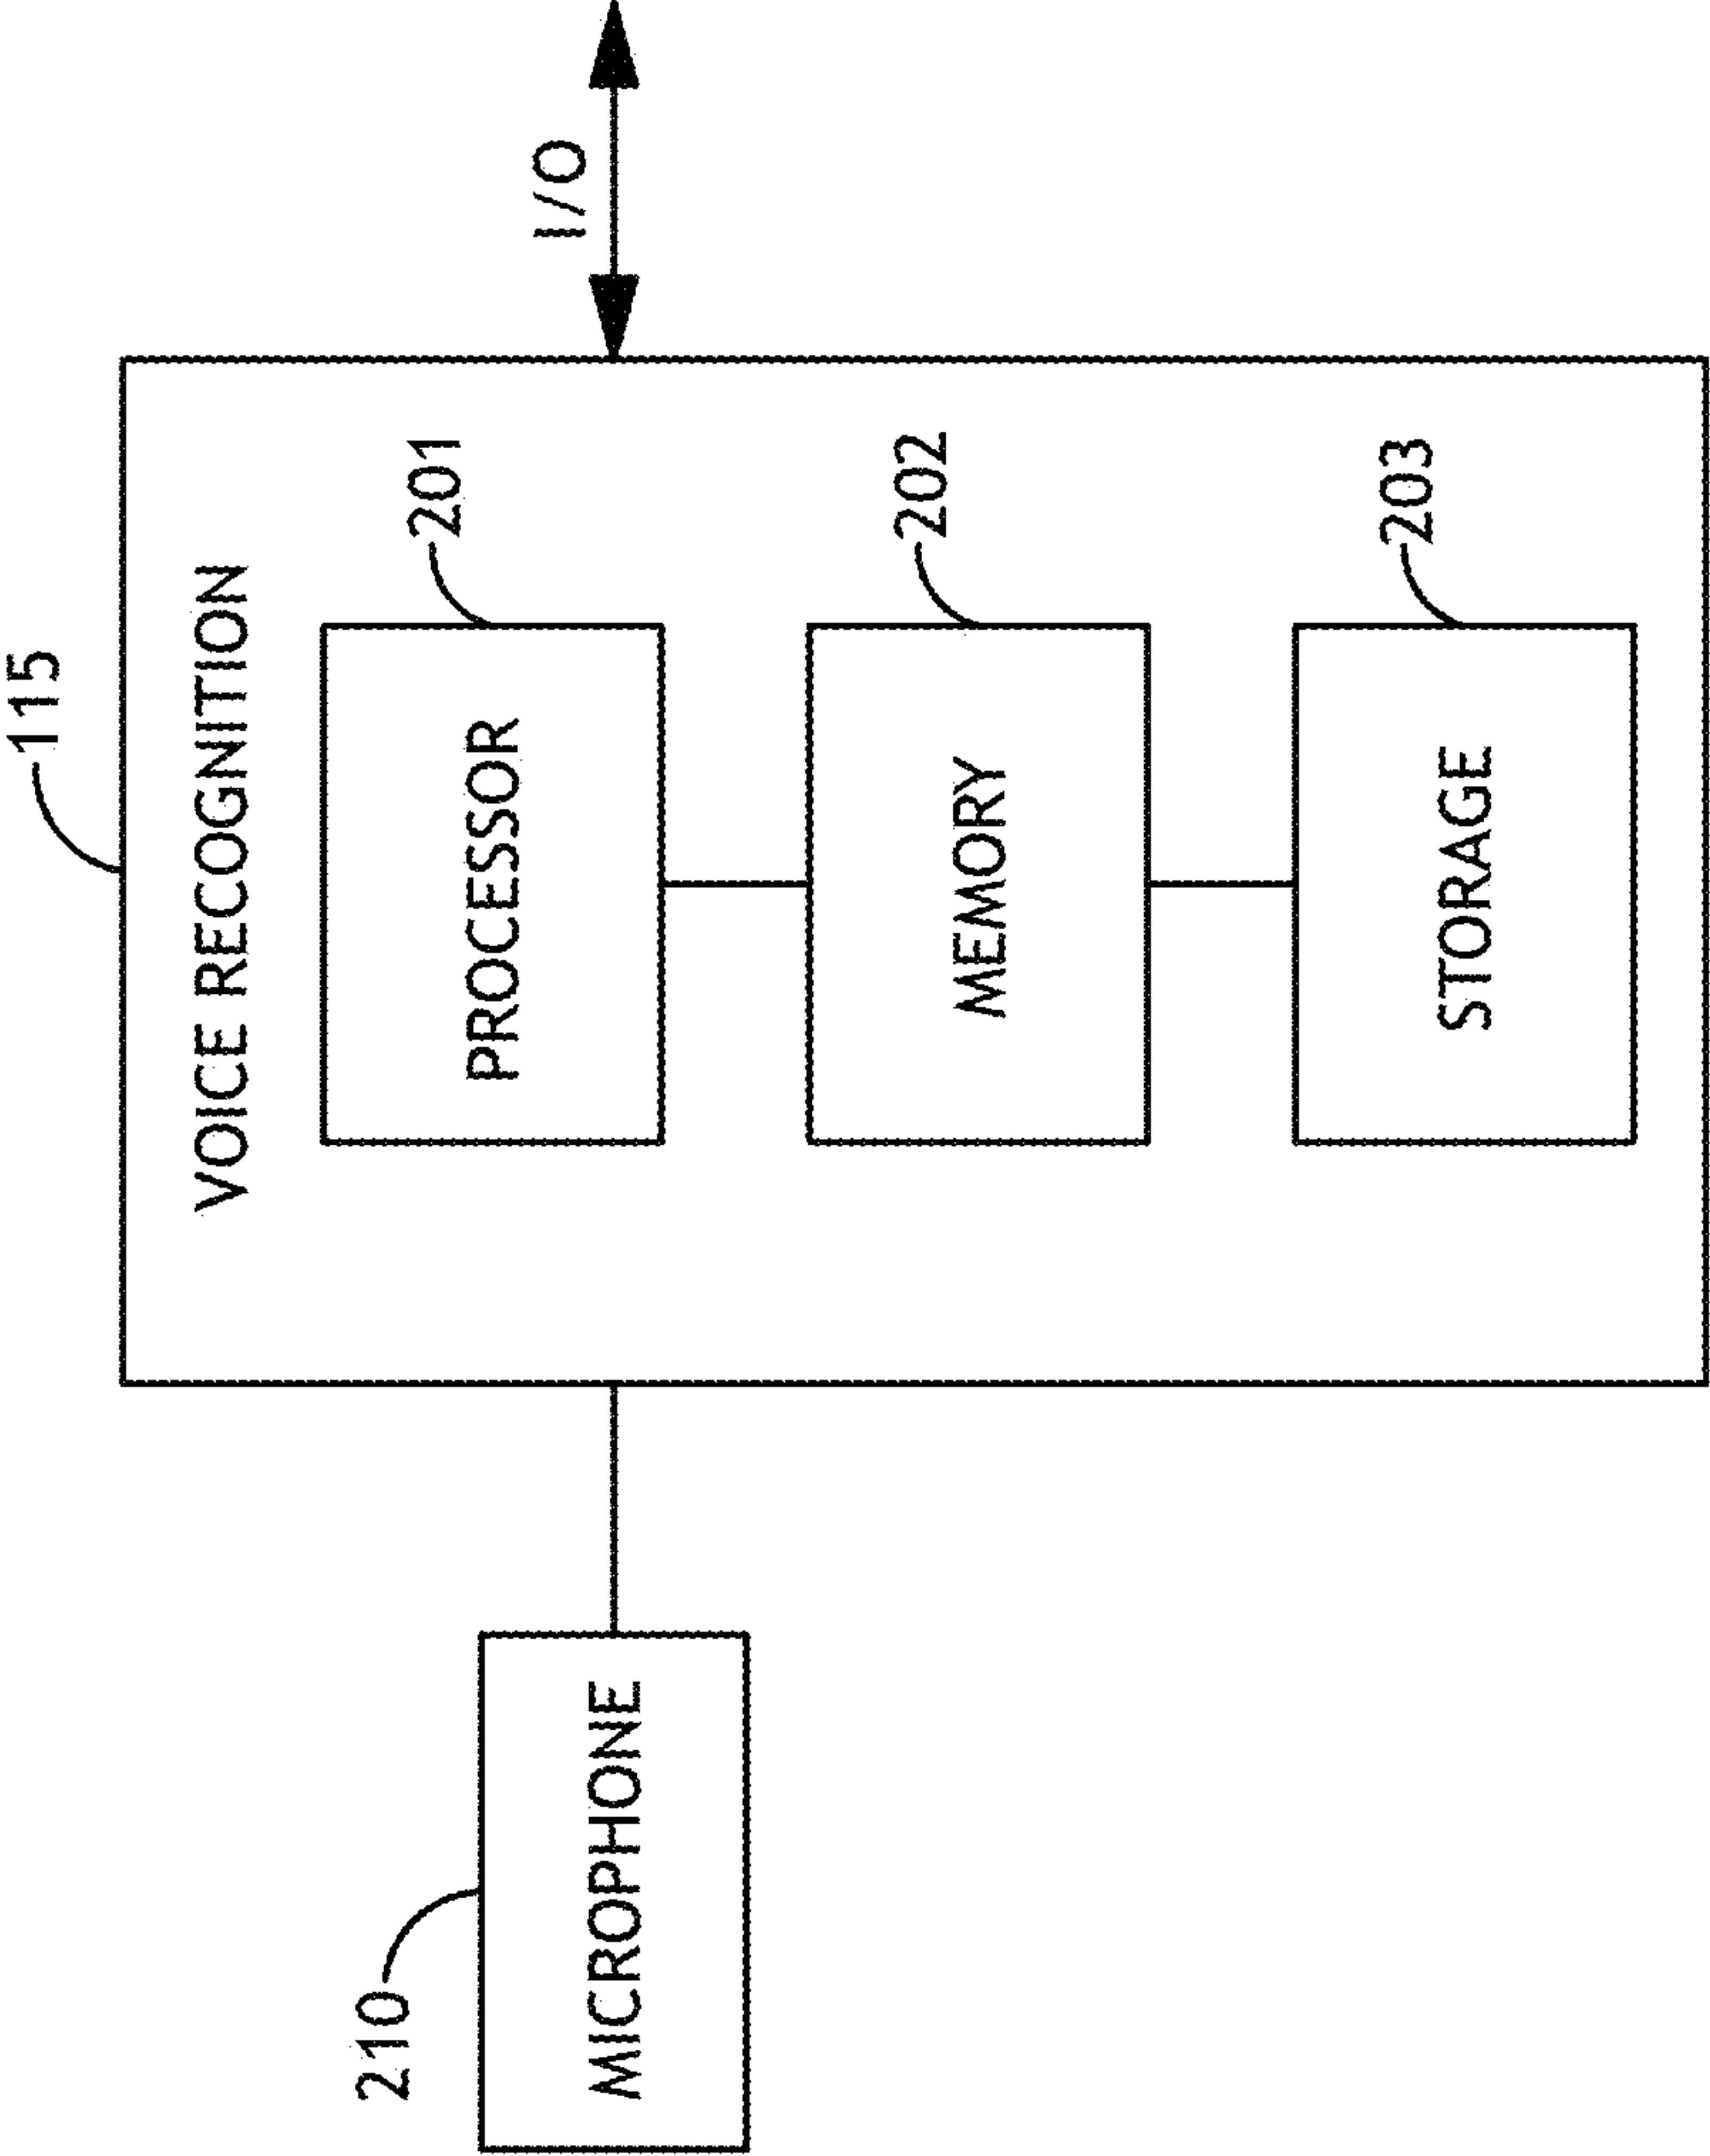 115
VOICE RECOGNITION
201
PROCESSOR
210
MICROPHONE
I/O
202
MEMORY
203
STORAGE